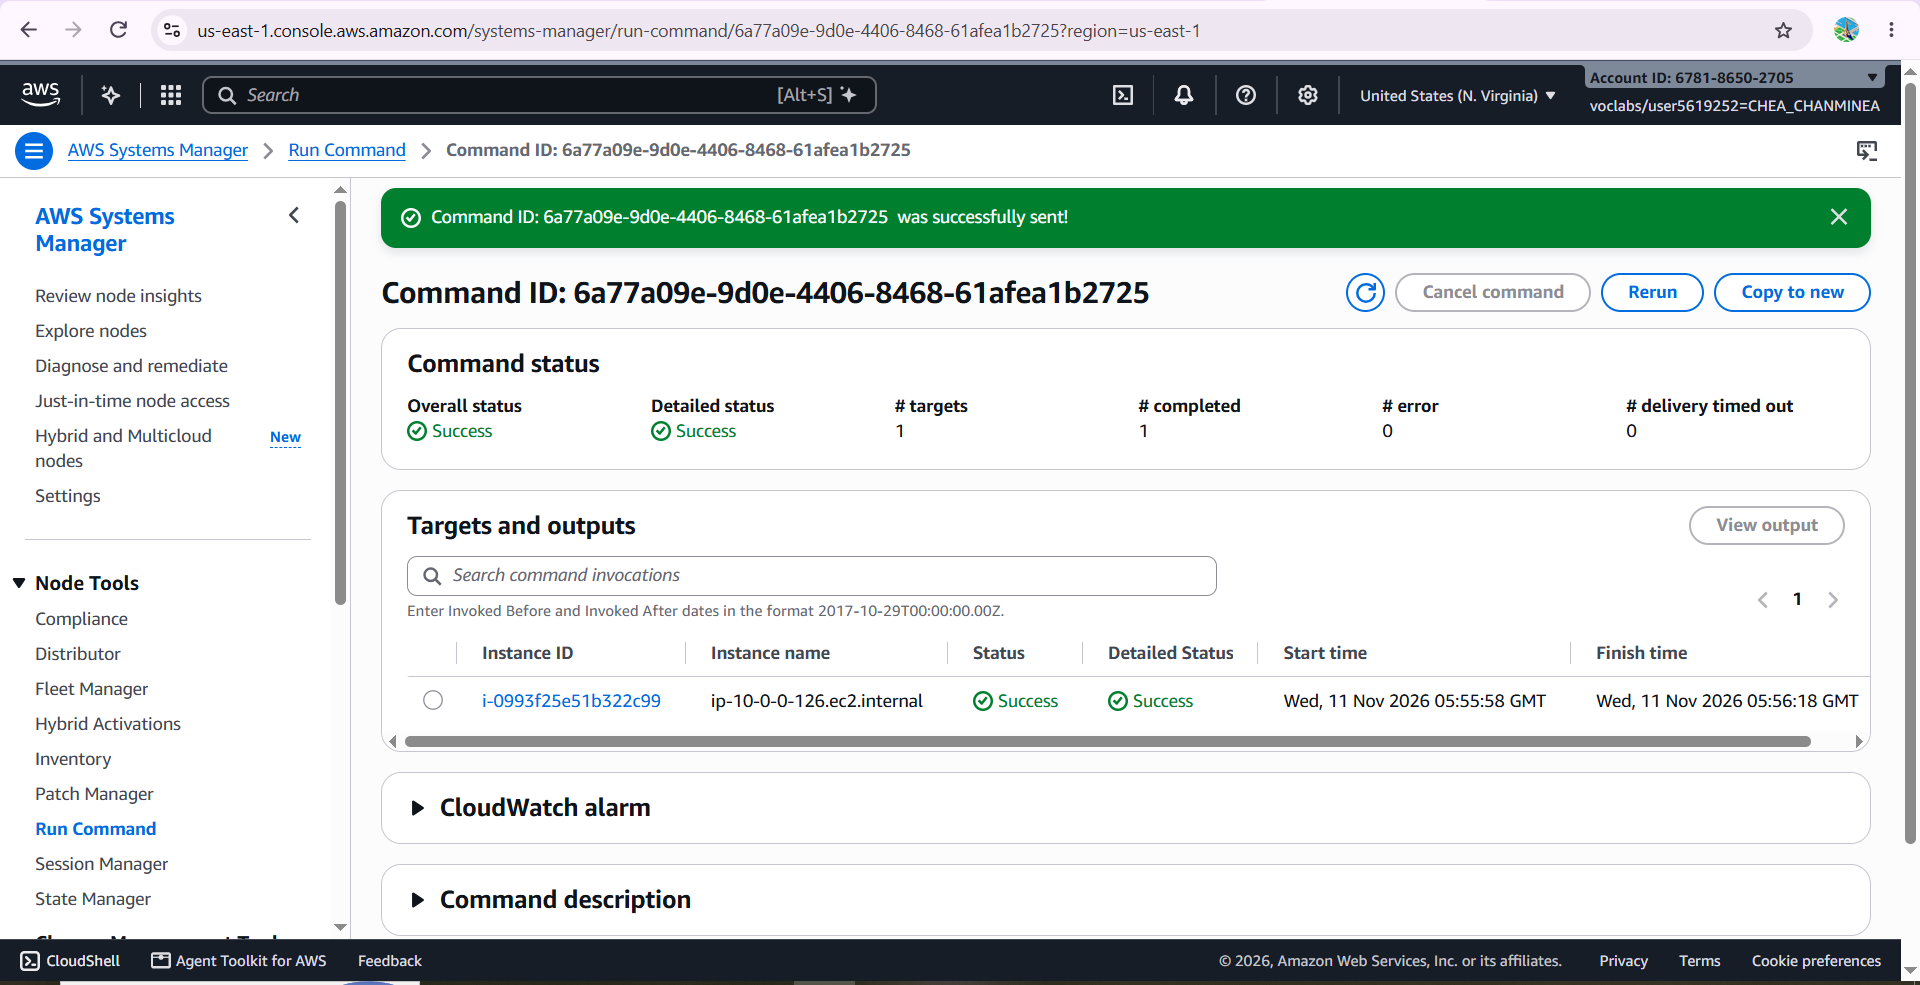 us-east-1.console.aws.amazon.com/systems-manager/run-command/6a77a09e-9d0e-4406-8468-61afea1b2725?region=us-east-1
aws
Search
[Alt+S]
United States (N. Virginia)
Account ID: 6781-8650-2705
voclabs/user5619252=CHEA_CHANMINEA
AWS Systems Manager
Run Command
Command ID: 6a77a09e-9d0e-4406-8468-61afea1b2725
AWS Systems
Manager
Review node insights
Explore nodes
Diagnose and remediate
Just-in-time node access
Hybrid and Multicloud
nodes
New
Settings
Node Tools
Compliance
Distributor
Fleet Manager
Hybrid Activations
Inventory
Patch Manager
Run Command
Session Manager
State Manager
Command ID: 6a77a09e-9d0e-4406-8468-61afea1b2725 was successfully sent!
Command ID: 6a77a09e-9d0e-4406-8468-61afea1b2725
Cancel command
Rerun
Copy to new
Command status
Overall status
Success
Detailed status
Success
# targets
1
# completed
1
# error
0
# delivery timed out
0
Targets and outputs
View output
Search command invocations
Enter Invoked Before and Invoked After dates in the format 2017-10-29T00:00:00.00Z.
1
Instance ID
Instance name
Status
Detailed Status
Start time
Finish time
i-0993f25e51b322c99
ip-10-0-0-126.ec2.internal
Success
Success
Wed, 11 Nov 2026 05:55:58 GMT
Wed, 11 Nov 2026 05:56:18 GMT
CloudWatch alarm
Command description
CloudShell
Agent Toolkit for AWS
Feedback
© 2026, Amazon Web Services, Inc. or its affiliates.
Privacy
Terms
Cookie preferences